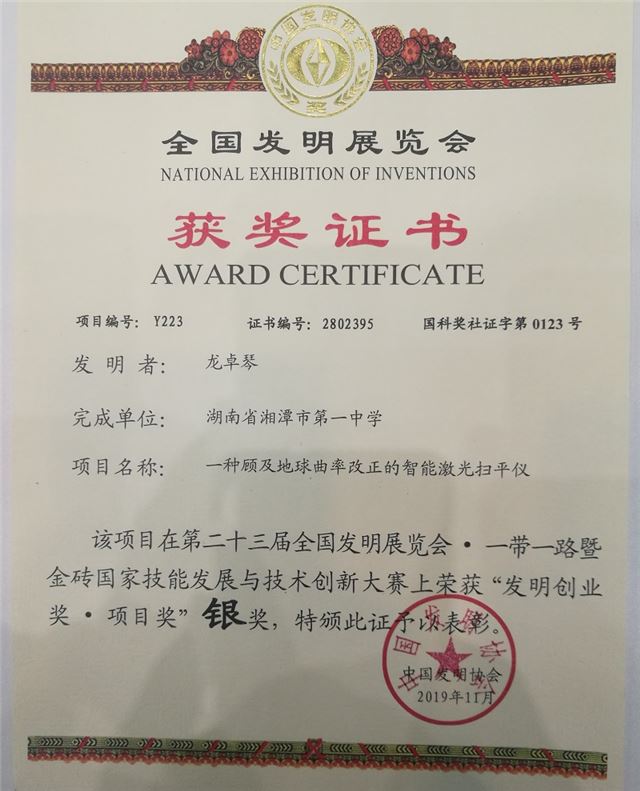 中国发明协会
奖
全国发明展览会
NATIONAL EXHIBITION OF INVENTIONS
获奖证书
AWARD CERTIFICATE
项目编号: Y223 证书编号: 2802395 国科奖社证字第 0123 号
发 明 者: 龙卓琴
完成单位: 湖南省湘潭市第一中学
项目名称: 一种顾及地球曲率改正的智能激光扫平仪
该项目在第二十三届全国发明展览会·一带一路暨
金砖国家技能发展与技术创新大赛上荣获“发明创业
奖·项目奖”银奖，特颁此证予以表彰。
中国发明协会
中国发明协会
2019年11月